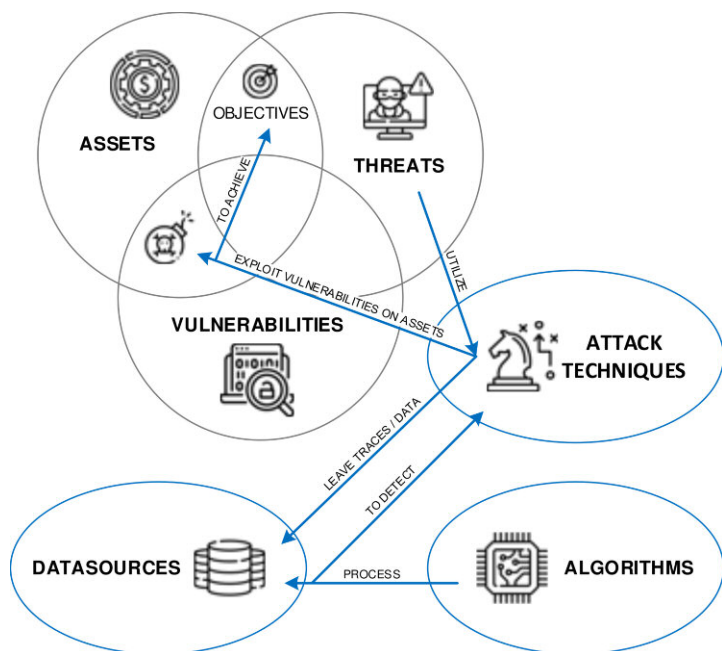 $
OBJECTIVES
ASSETS
THREATS
TO ACHIEVE
UTILIZE
EXPLOIT VULNERABILITIES ON ASSETS
VULNERABILITIES
ATTACK
TECHNIQUES
LEAVE TRACES / DATA
TO DETECT
DATASOURCES
PROCESS
ALGORITHMS